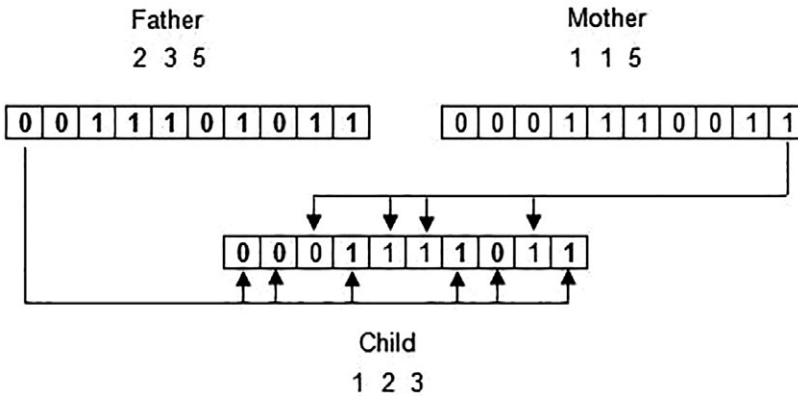 Father Mother
2 3 5 1 1 5
0 0 1 1 1 0 1 0 1 1 0 0 0 1 1 1 0 0 1 1
0 0 0 1 1 1 1 0 1 1
Child
1 2 3